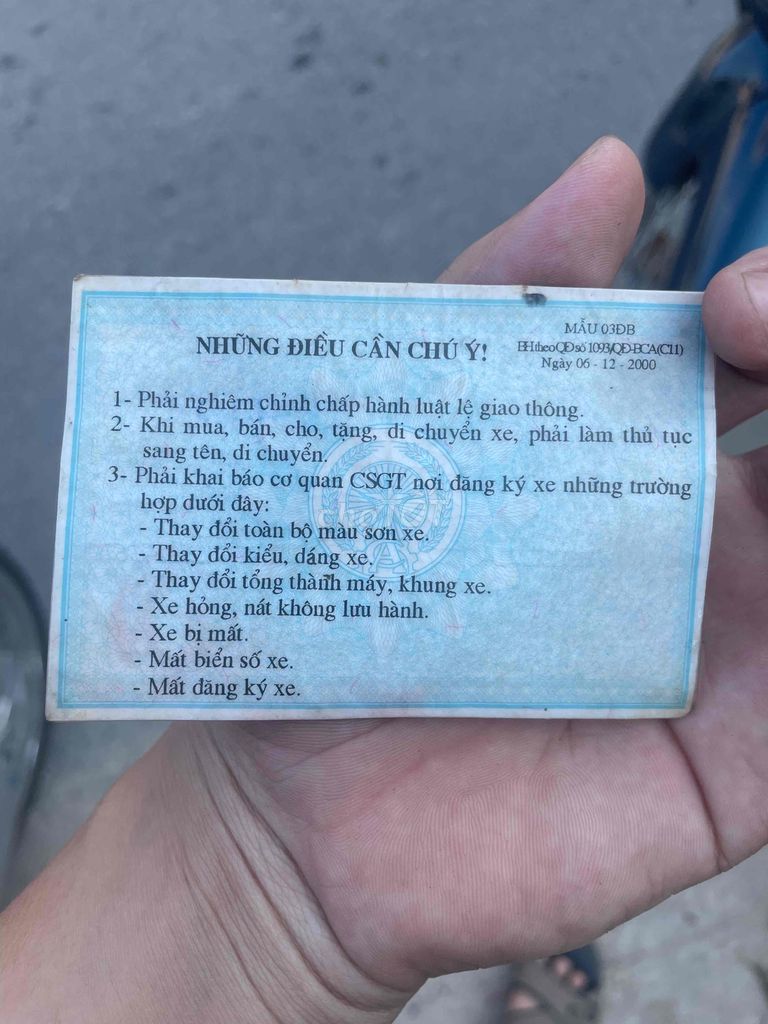 MẪU 03ĐB
BH theo QĐ số 1093/QĐ-BCA(C11)
Ngày 06 - 12 - 2000
NHỮNG ĐIỀU CẦN CHÚ Ý!
1- Phải nghiêm chỉnh chấp hành luật lệ giao thông.
2- Khi mua, bán, cho, tặng, di chuyển xe, phải làm thủ tục
sang tên, di chuyển.
3- Phải khai báo cơ quan CSGT nơi đăng ký xe những trường
hợp dưới đây:
- Thay đổi toàn bộ màu sơn xe.
- Thay đổi kiểu, dáng xe.
- Thay đổi tổng thành máy, khung xe.
- Xe hỏng, nát không lưu hành.
- Xe bị mất.
- Mất biển số xe.
- Mất đăng ký xe.